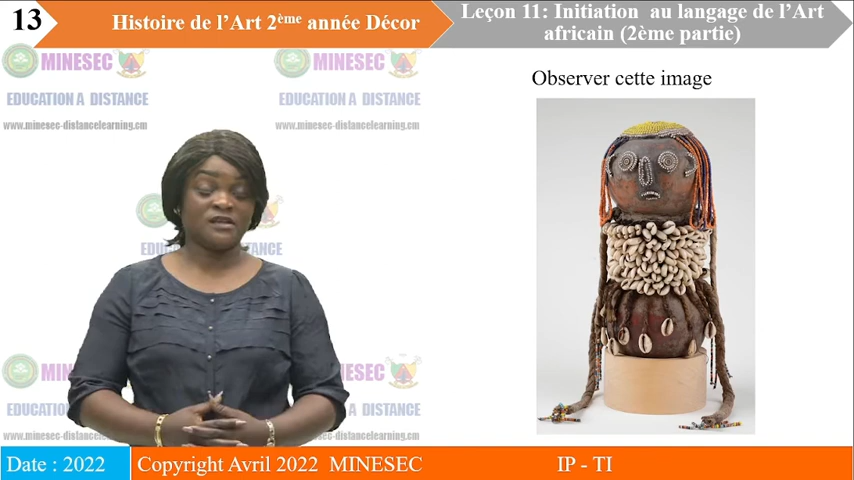 13
Histoire de l'Art 2ème année Décor
Leçon 11: Initiation au langage de l'Art
africain (2ème partie)
MINESEC
MINESEC
EDUCATION A DISTANCE
EDUCATION A DISTANCE
www.minesec-distancelearning.cm
www.minesec-distancelearning.cm
Observer cette image
MINESEC
EDUCATION A DISTANCE
www.minesec-distancelearning.cm
Date : 2022
Copyright Avril 2022 MINESEC
IP - TI